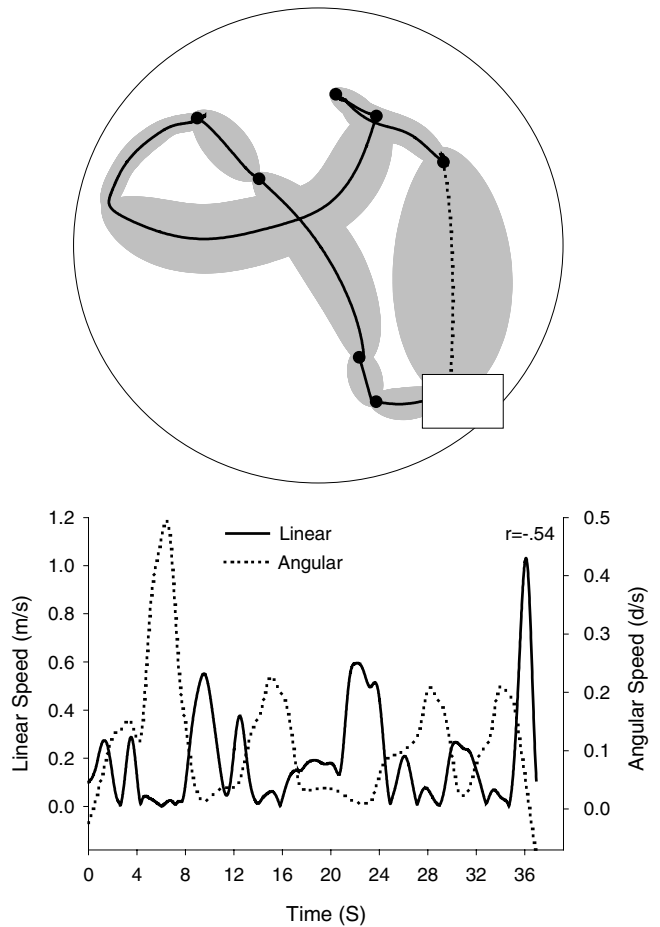 1.2
1.0
0.8
0.6
0.4
0.2
0.0
Linear Speed (m/s)
Linear
Angular
r=-.54
0.5
0.4
0.3
0.2
0.1
0.0
Angular Speed (d/s)
0 4 8 12 16 20 24 28 32 36
Time (S)